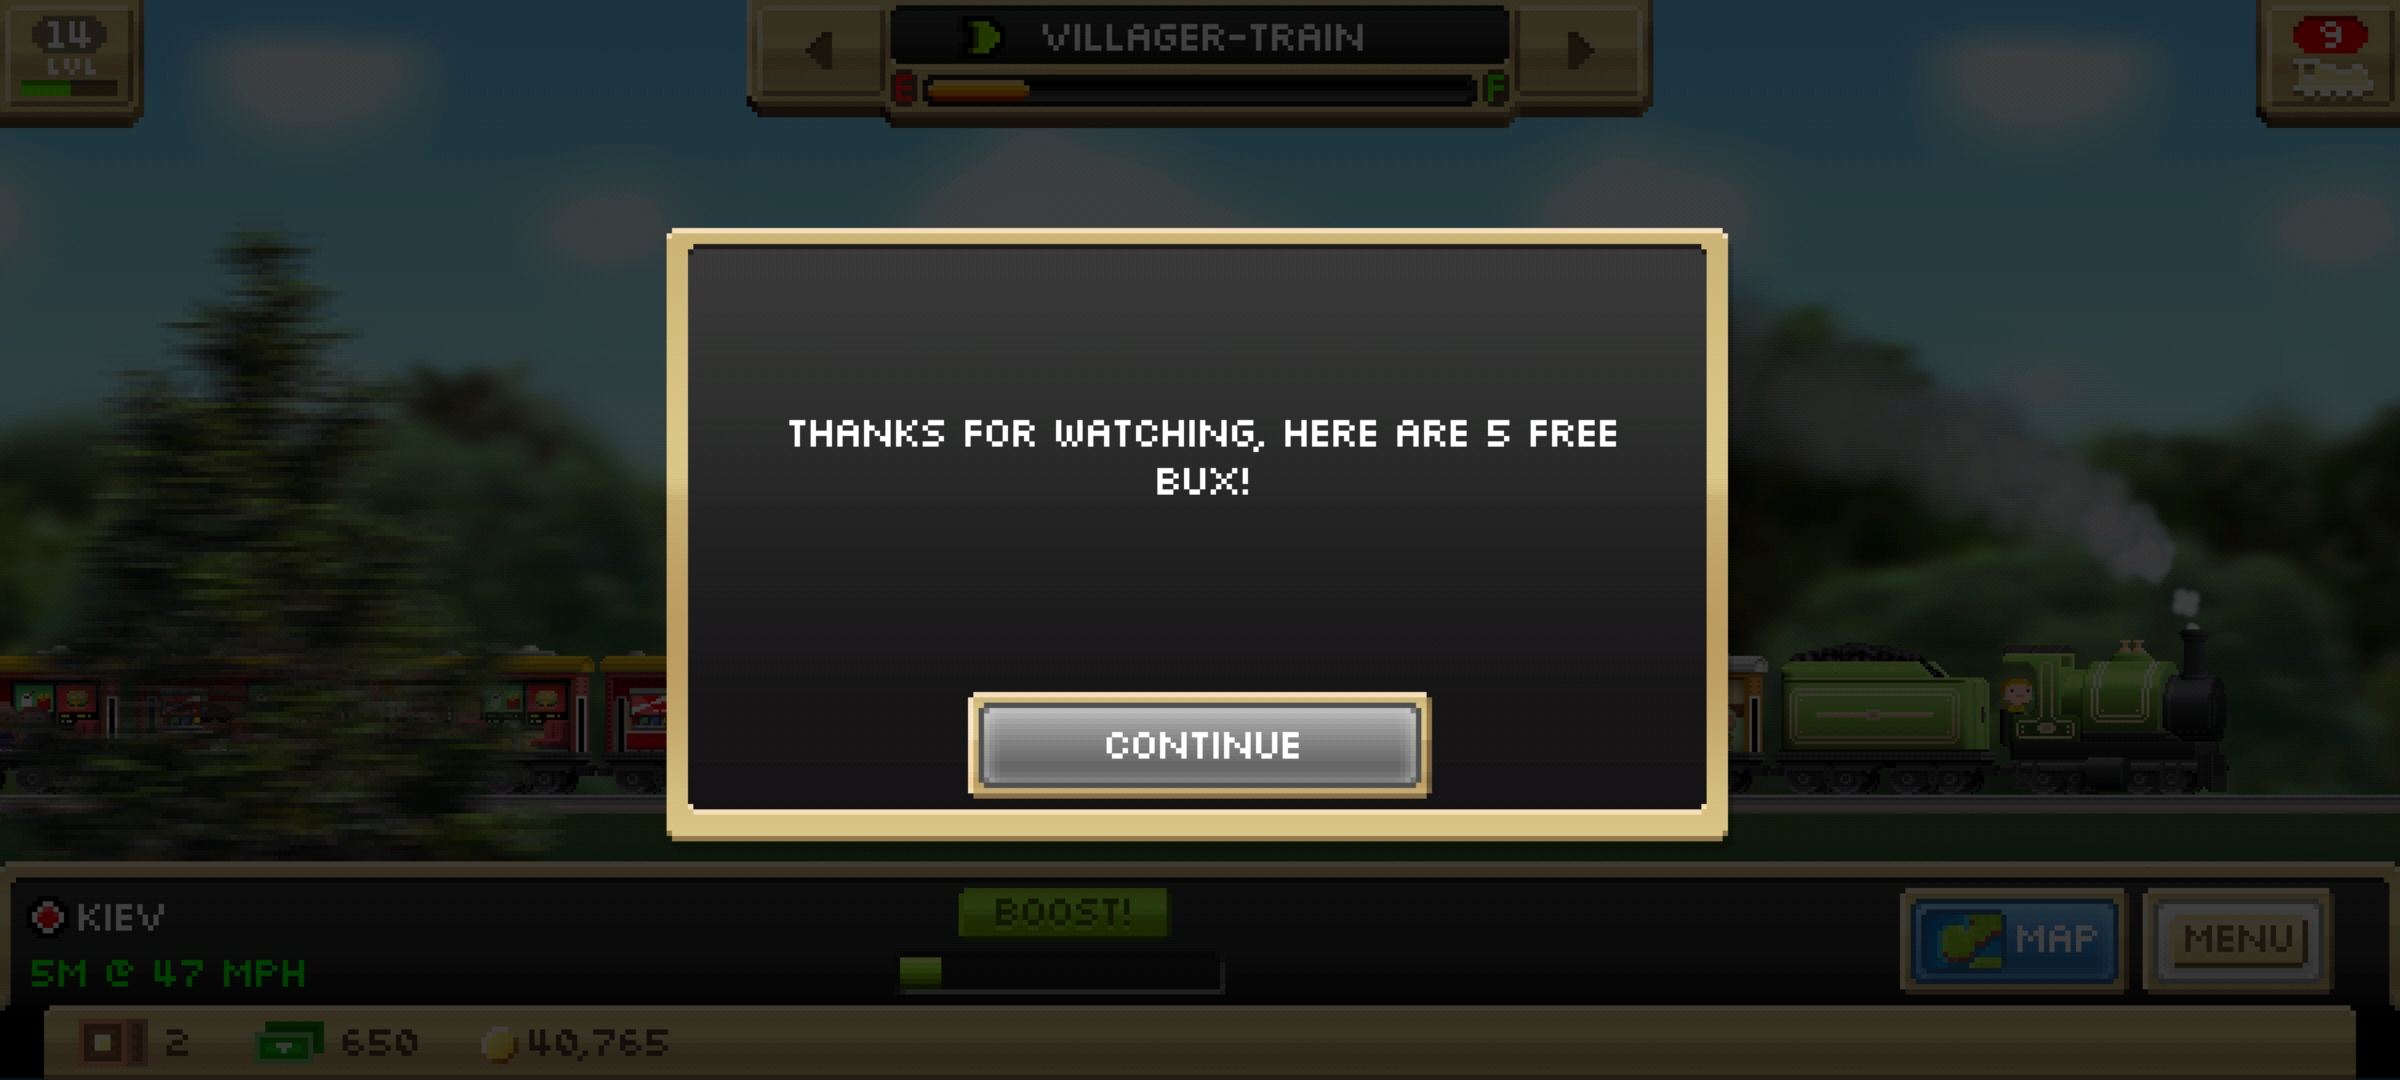 14
LVL
VILLAGER-TRAIN
E
F
9
THANKS FOR WATCHING, HERE ARE 5 FREE
BUX!
CONTINUE
KIEV
5M @ 47 MPH
BOOST!
MAP
MENU
2
650
40,765